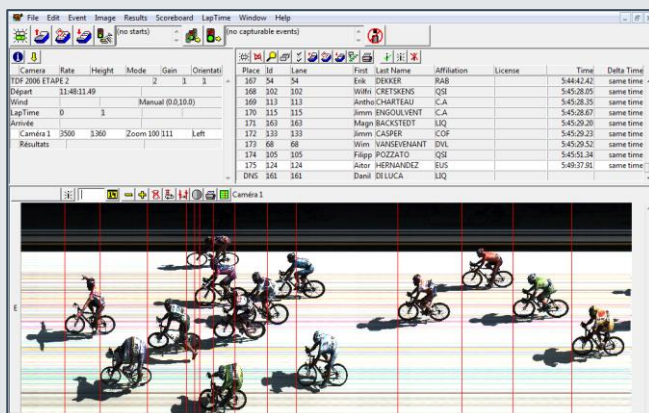 File Edit Event Image Results Scoreboard LapTime Window Help
(no starts) (no capturable events)
Camera Rate Height Mode Gain Orientati
TDF 2006 ETAPE 2 2 1 1
Départ 11:48:11.49
Wind Manual (0.0,10.0)
LapTime 0 1
Arrivée
Caméra 1 3500 1360 Zoom 100 111 Left
Résultats
Place Id Lane First Last Name Affiliation License Time Delta Time
167 54 54 Erik DEKKER RAB 5:44:42.42 same time
168 102 102 Wilfri CRETSKENS QSI 5:45:28.05 same time
169 113 113 Antho CHARTEAU C.A 5:45:28.35 same time
170 115 115 Jimm ENGOULVENT C.A 5:45:28.67 same time
171 163 163 Magn BACKSTEDT LIQ 5:45:29.20 same time
172 133 133 Jimm CASPER COF 5:45:29.23 same time
173 68 68 Wim VANSEVENANT DVL 5:45:29.52 same time
174 105 105 Filipp POZZATO QSI 5:45:51.34 same time
175 124 124 Aitor HERNANDEZ EUS 5:49:37.91 same time
DNS 161 161 Danil DI LUCA LIQ
Caméra 1
E